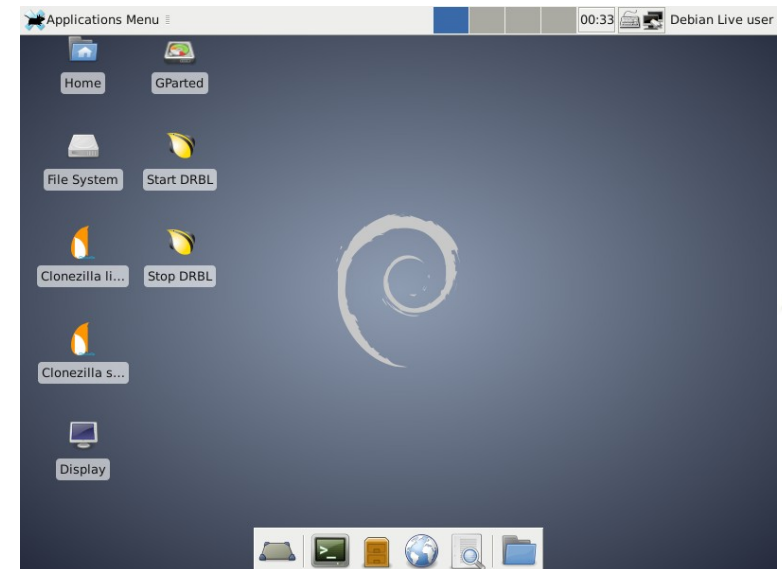 Applications Menu 00:33 Debian Live user
Home GParted
File System Start DRBL
Clonezilla li... Stop DRBL
Clonezilla s...
Display
>_